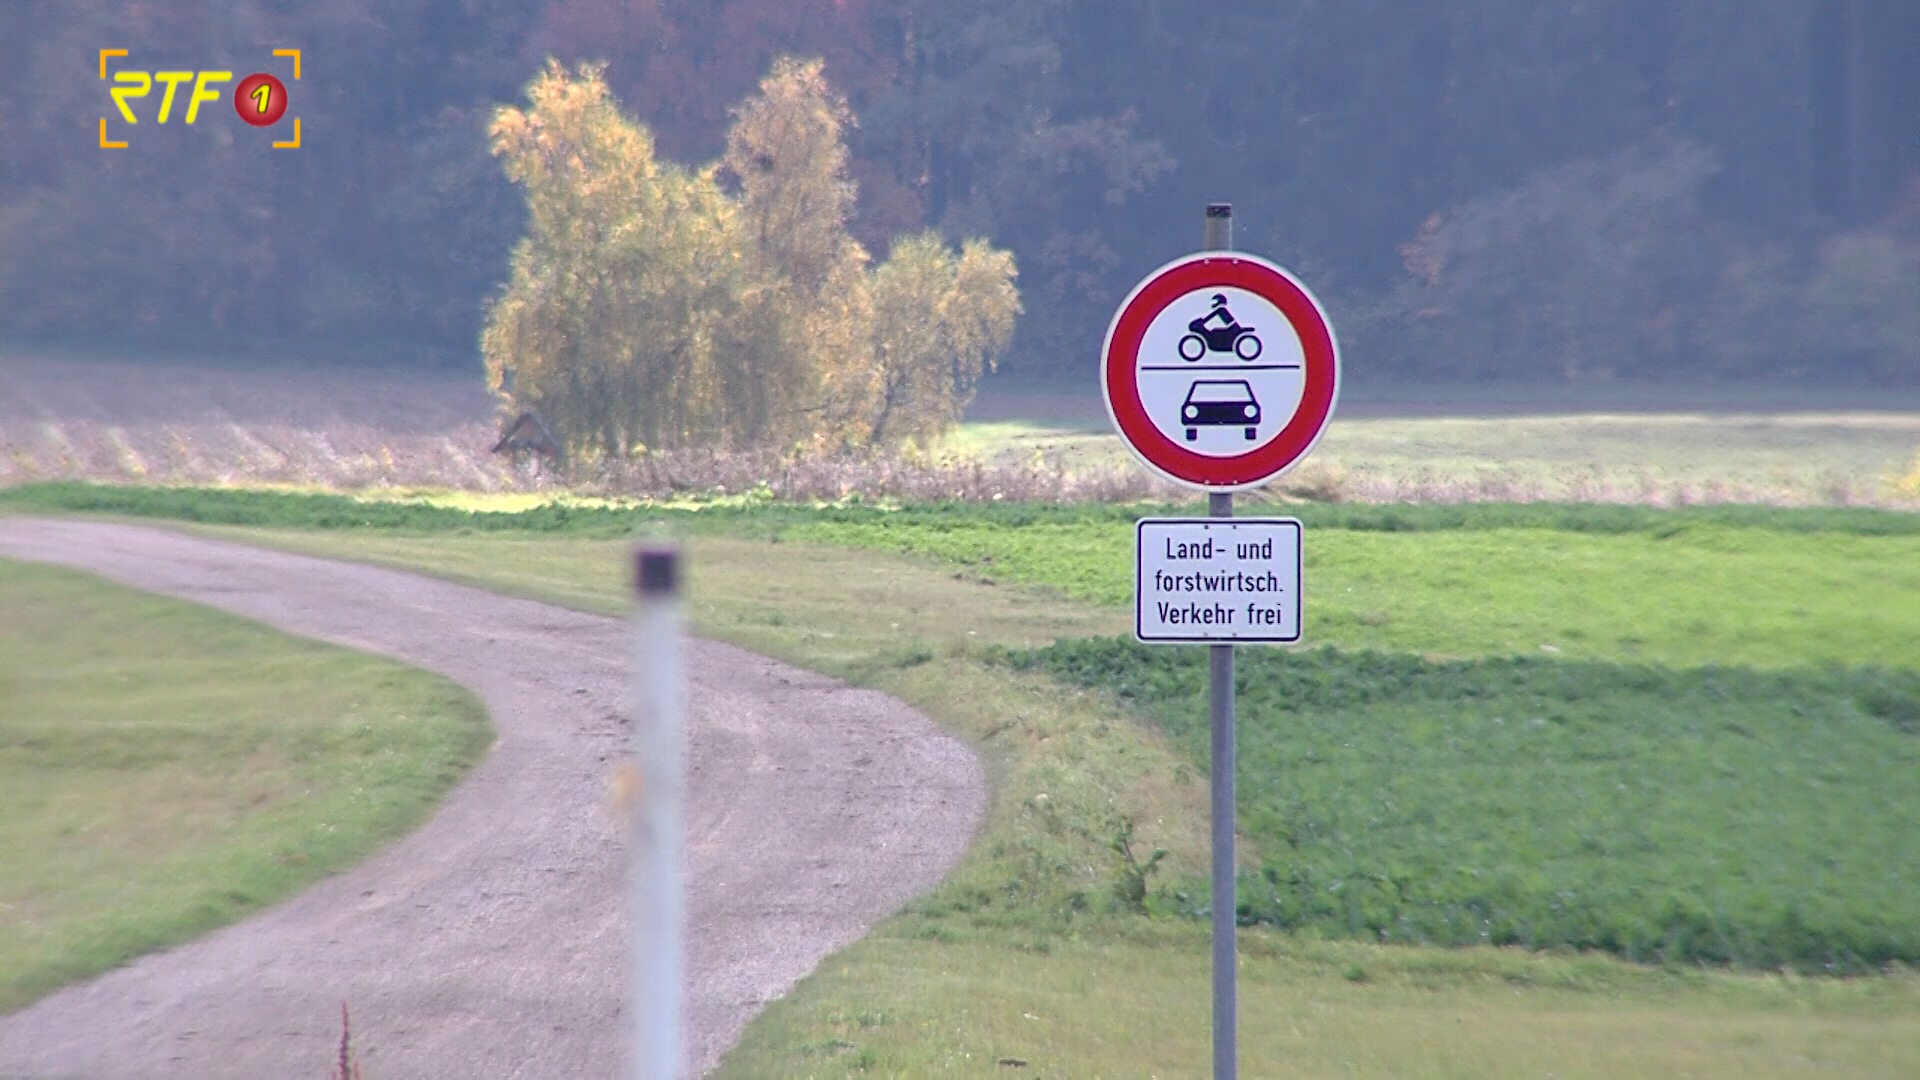 RTF 1
Land- und
forstwirtsch.
Verkehr frei